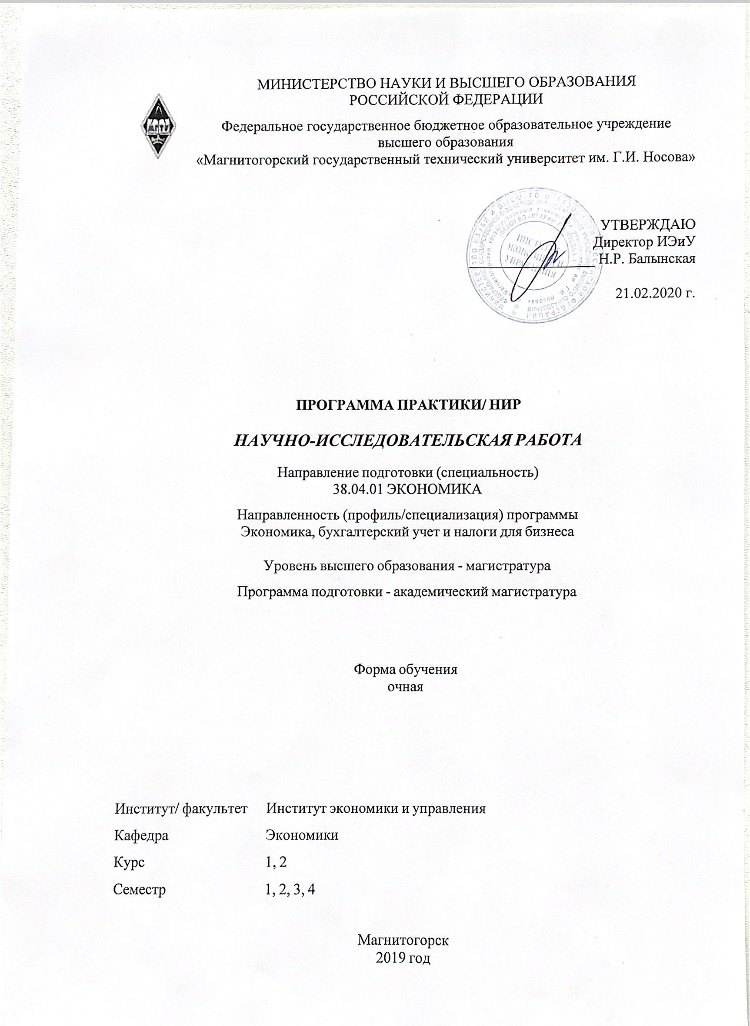 МИНИСТЕРСТВО НАУКИ И ВЫСШЕГО ОБРАЗОВАНИЯ
РОССИЙСКОЙ ФЕДЕРАЦИИ
Федеральное государственное бюджетное образовательное учреждение
высшего образования
«Магнитогорский государственный технический университет им. Г.И. Носова»
МГТУ
ИНСТИТУТ
ЭКОНОМИКИ И
УПРАВЛЕНИЯ
УТВЕРЖДАЮ
Директор ИЭиУ
Н.Р. Балынская
21.02.2020 г.
ПРОГРАММА ПРАКТИКИ/ НИР
НАУЧНО-ИССЛЕДОВАТЕЛЬСКАЯ РАБОТА
Направление подготовки (специальность)
38.04.01 ЭКОНОМИКА
Направленность (профиль/специализация) программы
Экономика, бухгалтерский учет и налоги для бизнеса
Уровень высшего образования - магистратура
Программа подготовки - академический магистратура
Форма обучения
очная
Институт/ факультет Институт экономики и управления
Кафедра Экономики
Курс 1, 2
Семестр 1, 2, 3, 4
Магнитогорск
2019 год